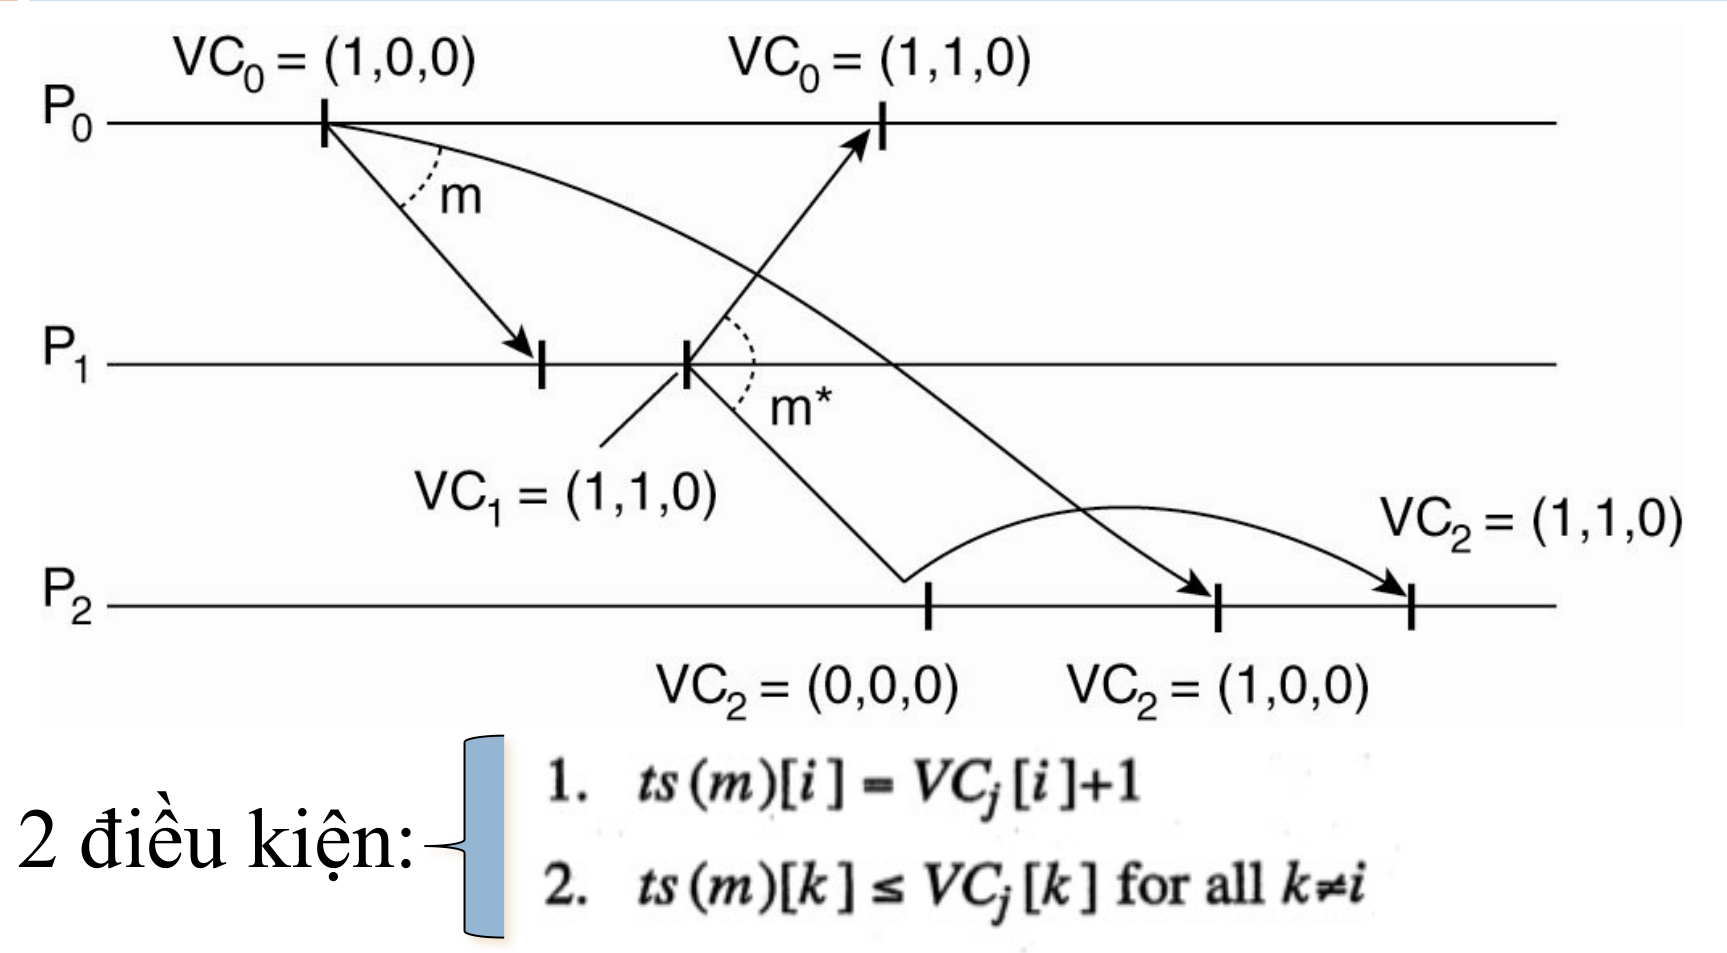 VC₀ = (1,0,0) VC₀ = (1,1,0)
P₀
m
P₁
m*
VC₁ = (1,1,0)
VC₂ = (1,1,0)
P₂
VC₂ = (0,0,0) VC₂ = (1,0,0)
1. ts(m)[i] = VCⱼ[i]+1
2 điều kiện:
2. ts(m)[k] ≤ VCⱼ[k] for all k≠i